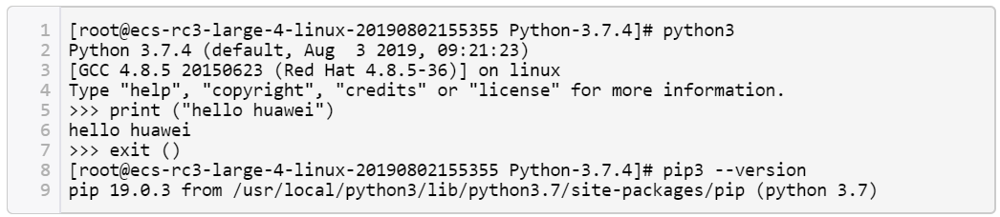 1 [root@ecs-rc3-large-4-linux-20190802155355 Python-3.7.4]# python3
2 Python 3.7.4 (default, Aug  3 2019, 09:21:23)
3 [GCC 4.8.5 20150623 (Red Hat 4.8.5-36)] on linux
4 Type "help", "copyright", "credits" or "license" for more information.
5 >>> print ("hello huawei")
6 hello huawei
7 >>> exit ()
8 [root@ecs-rc3-large-4-linux-20190802155355 Python-3.7.4]# pip3 --version
9 pip 19.0.3 from /usr/local/python3/lib/python3.7/site-packages/pip (python 3.7)